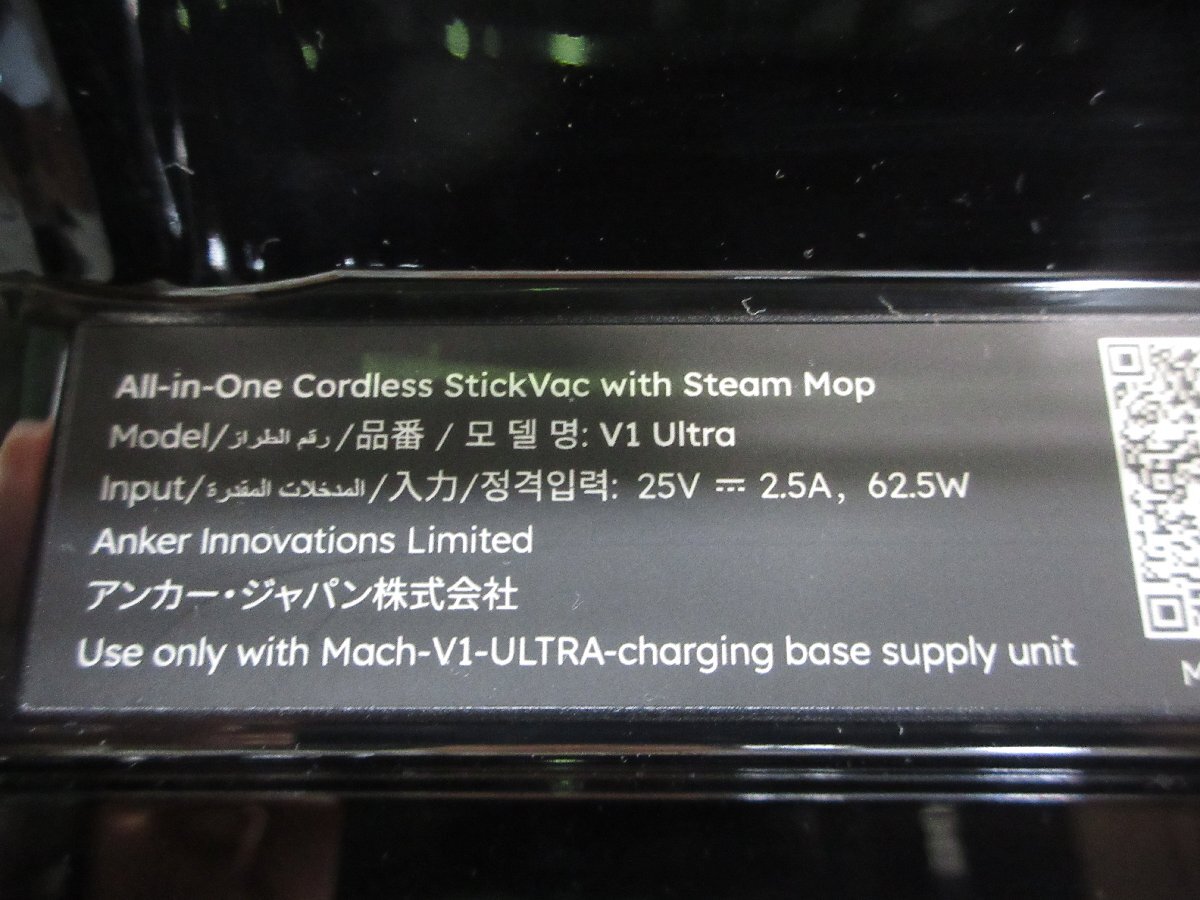 All-in-One Cordless StickVac with Steam Mop
Model/رقم الطراز/品番 / 모 델 명: V1 Ultra
Input/المدخلات المقدرة/入力/정격입력: 25V ⎓ 2.5A, 62.5W
Anker Innovations Limited
アンカー・ジャパン株式会社
Use only with Mach-V1-ULTRA-charging base supply unit